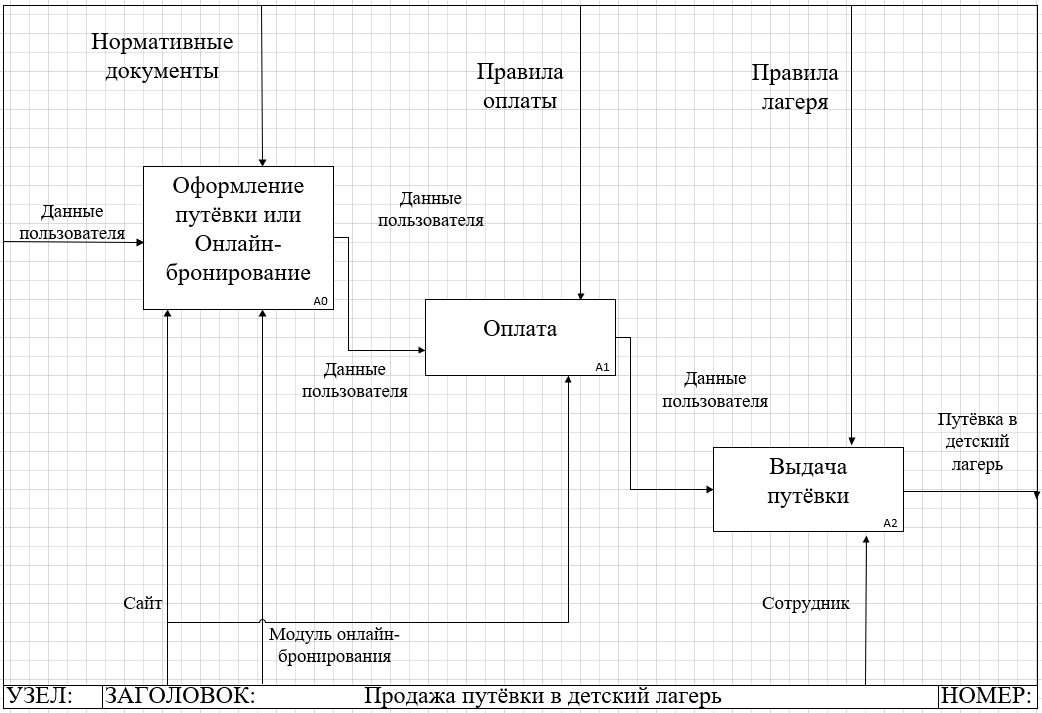 Нормативные
документы
Правила
оплаты
Правила
лагеря
Данные
пользователя
Оформление
путёвки или
Онлайн-
бронирование
A0
Данные
пользователя
Данные
пользователя
Оплата
A1
Данные
пользователя
Выдача
путёвки
A2
Путёвка в
детский
лагерь
Сайт
Модуль онлайн-
бронирования
Сотрудник
УЗЕЛ: ЗАГОЛОВОК: Продажа путёвки в детский лагерь НОМЕР: